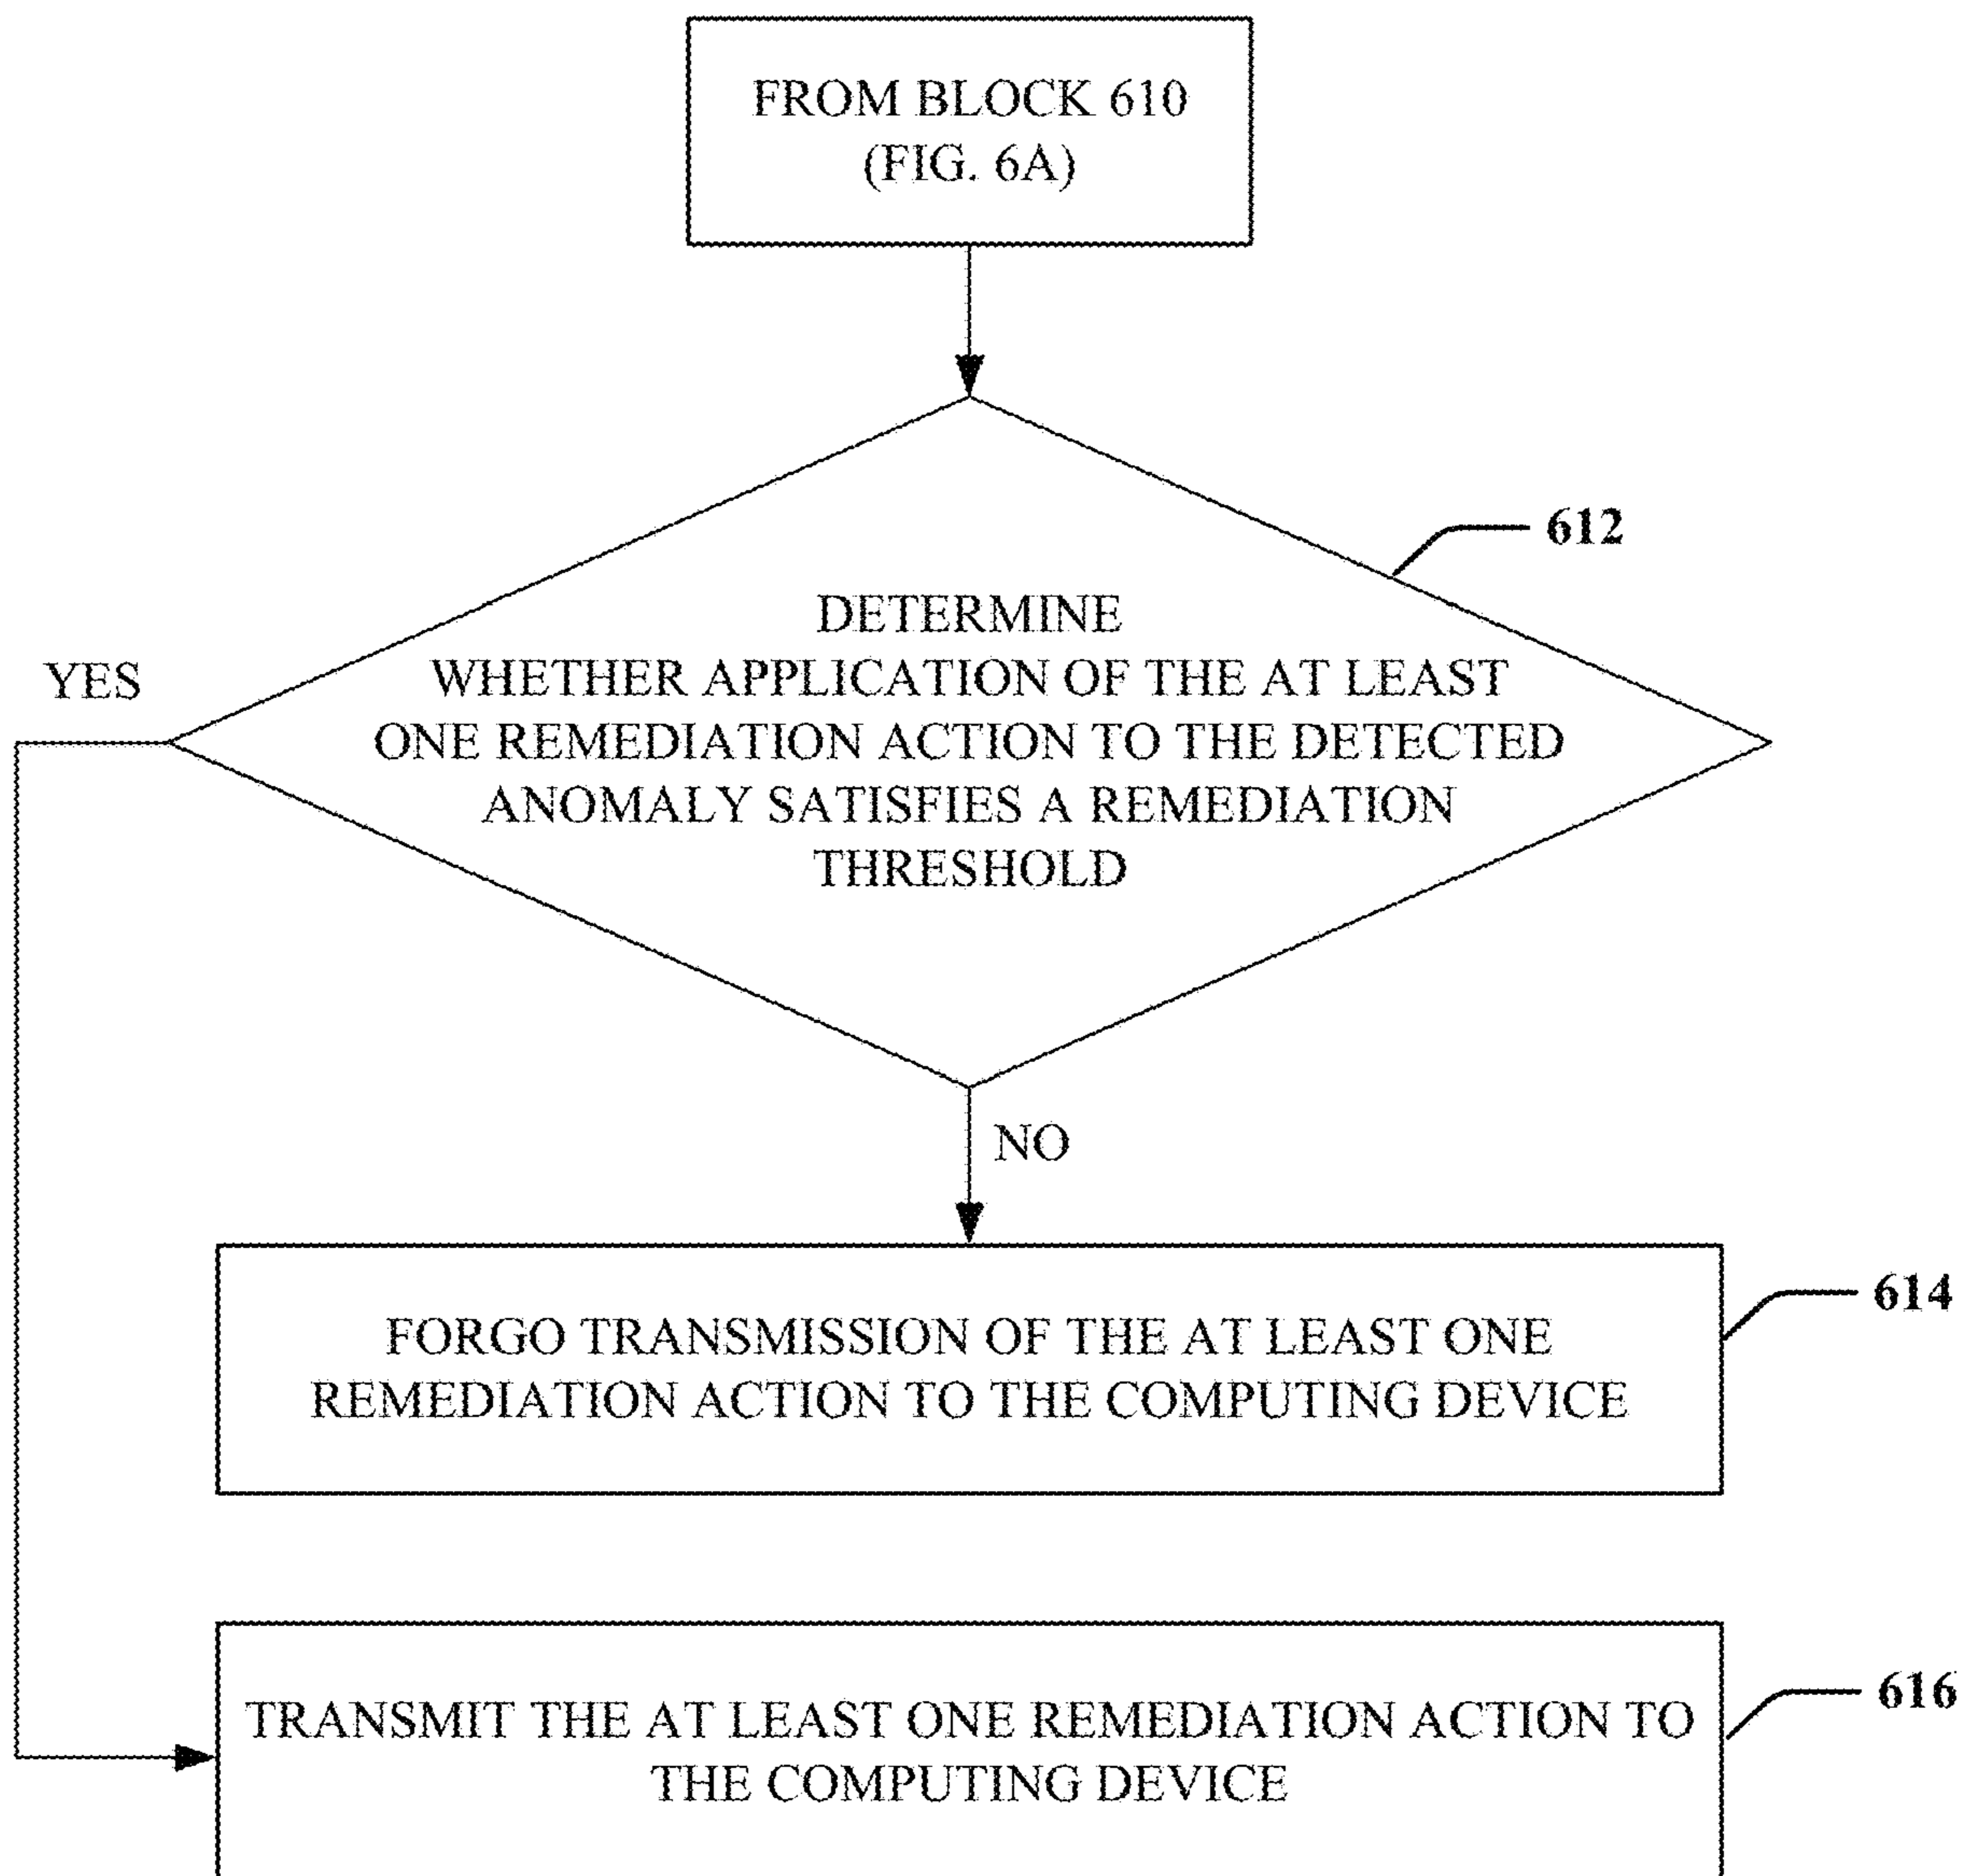 FROM BLOCK 610
(FIG. 6A)
612
DETERMINE
WHETHER APPLICATION OF THE AT LEAST
ONE REMEDIATION ACTION TO THE DETECTED
ANOMALY SATISFIES A REMEDIATION
THRESHOLD
YES
NO
614
FORGO TRANSMISSION OF THE AT LEAST ONE
REMEDIATION ACTION TO THE COMPUTING DEVICE
616
TRANSMIT THE AT LEAST ONE REMEDIATION ACTION TO
THE COMPUTING DEVICE